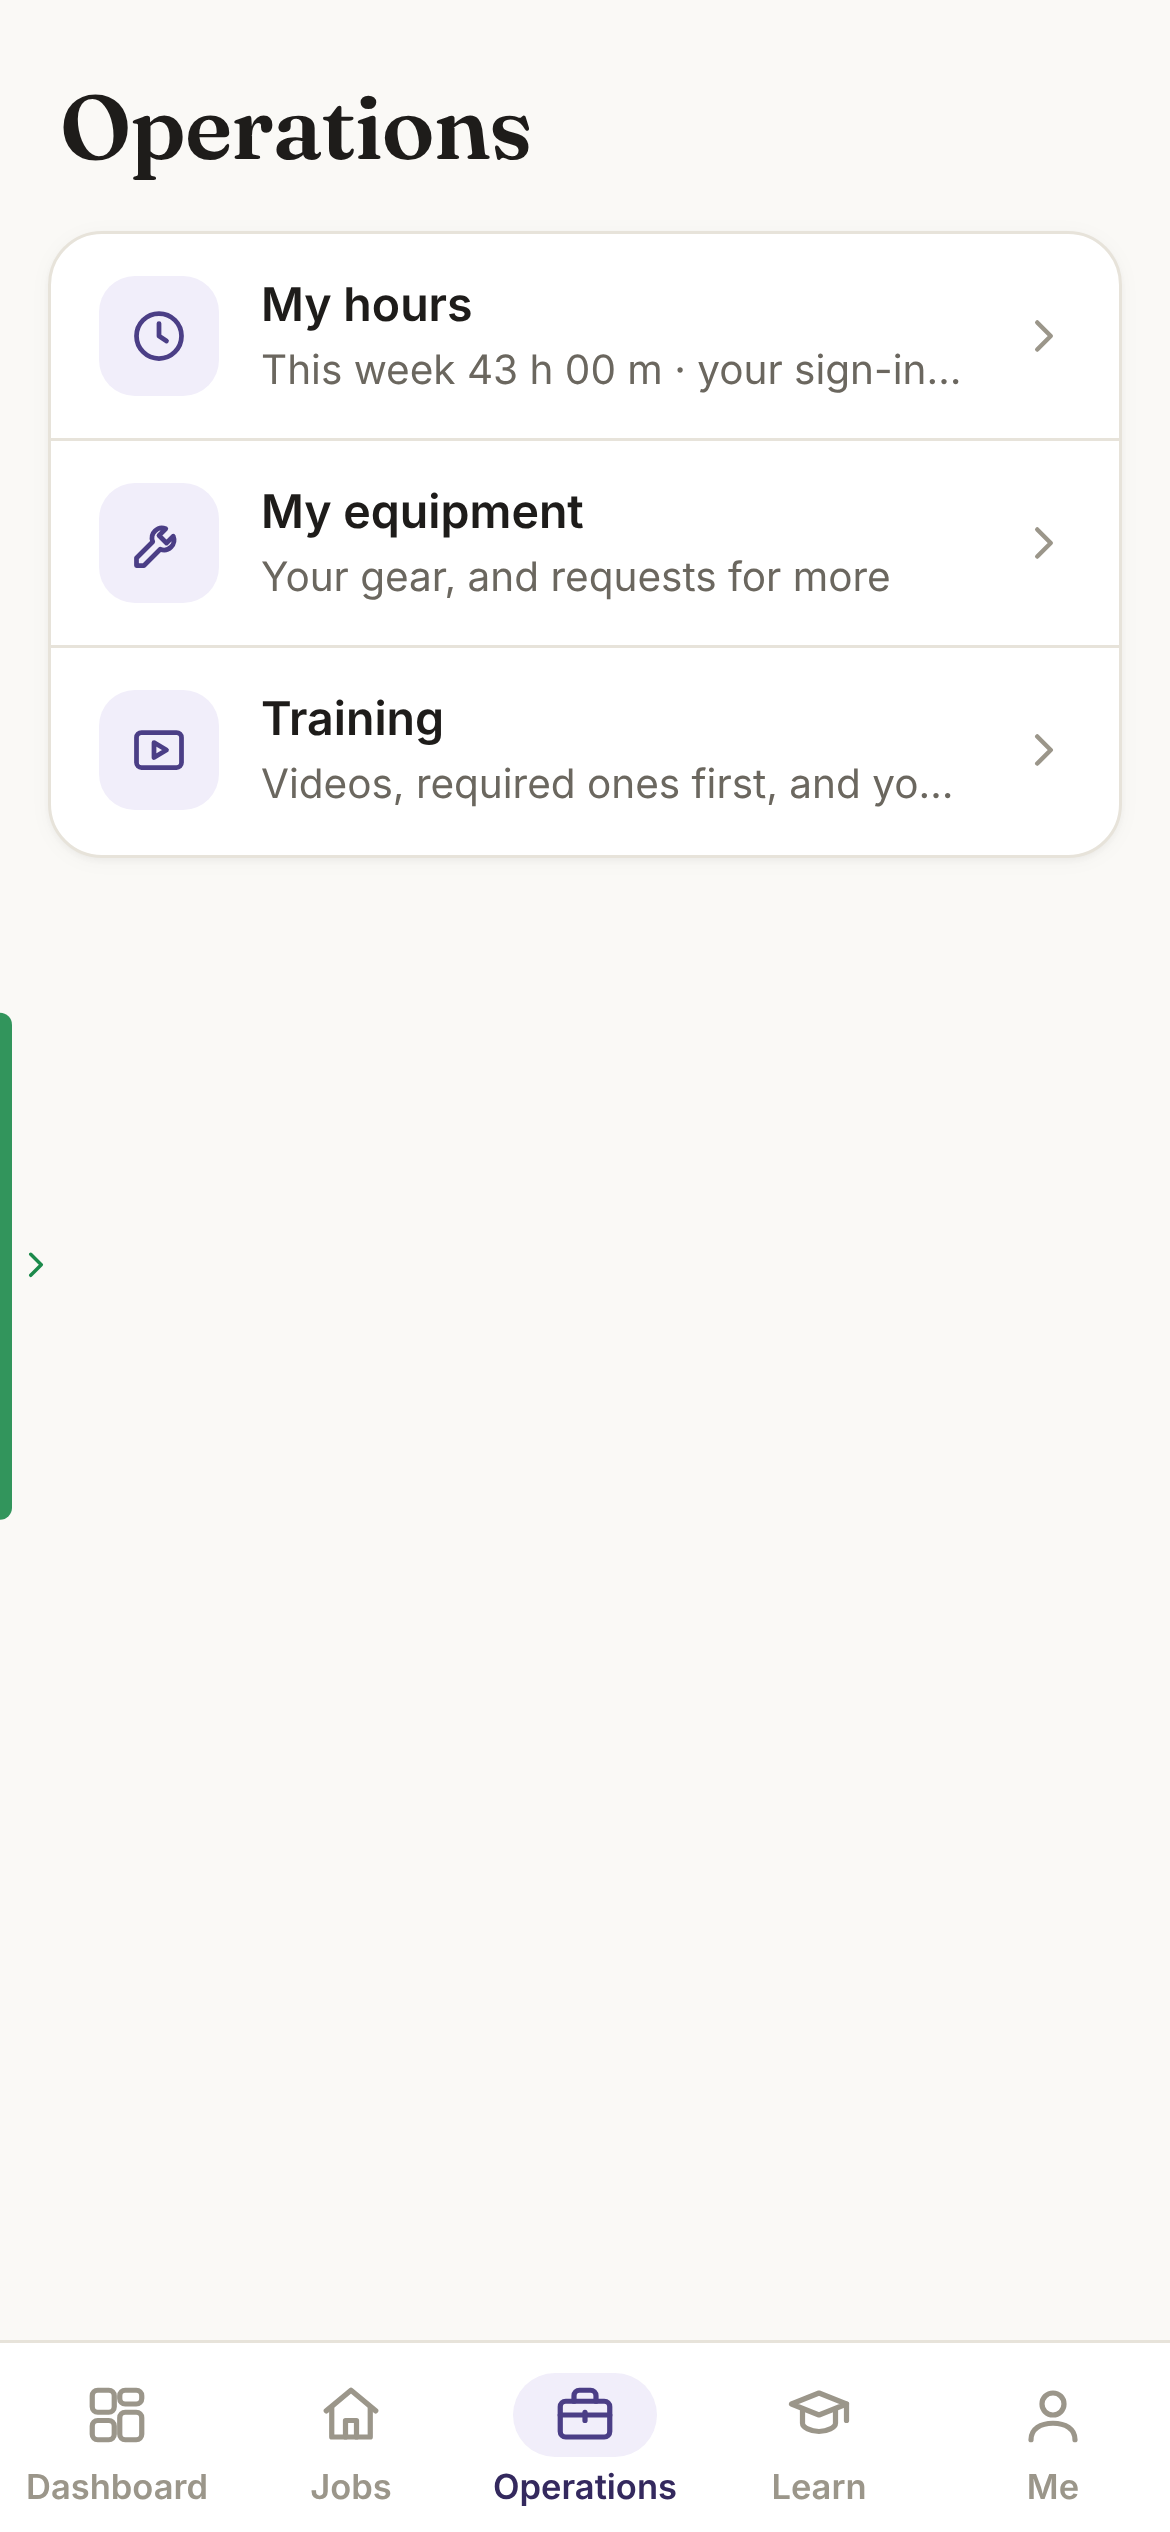 Operations
My hours
This week 43 h 00 m · your sign-in...
My equipment
Your gear, and requests for more
Training
Videos, required ones first, and yo...
Dashboard
Jobs
Operations
Learn
Me